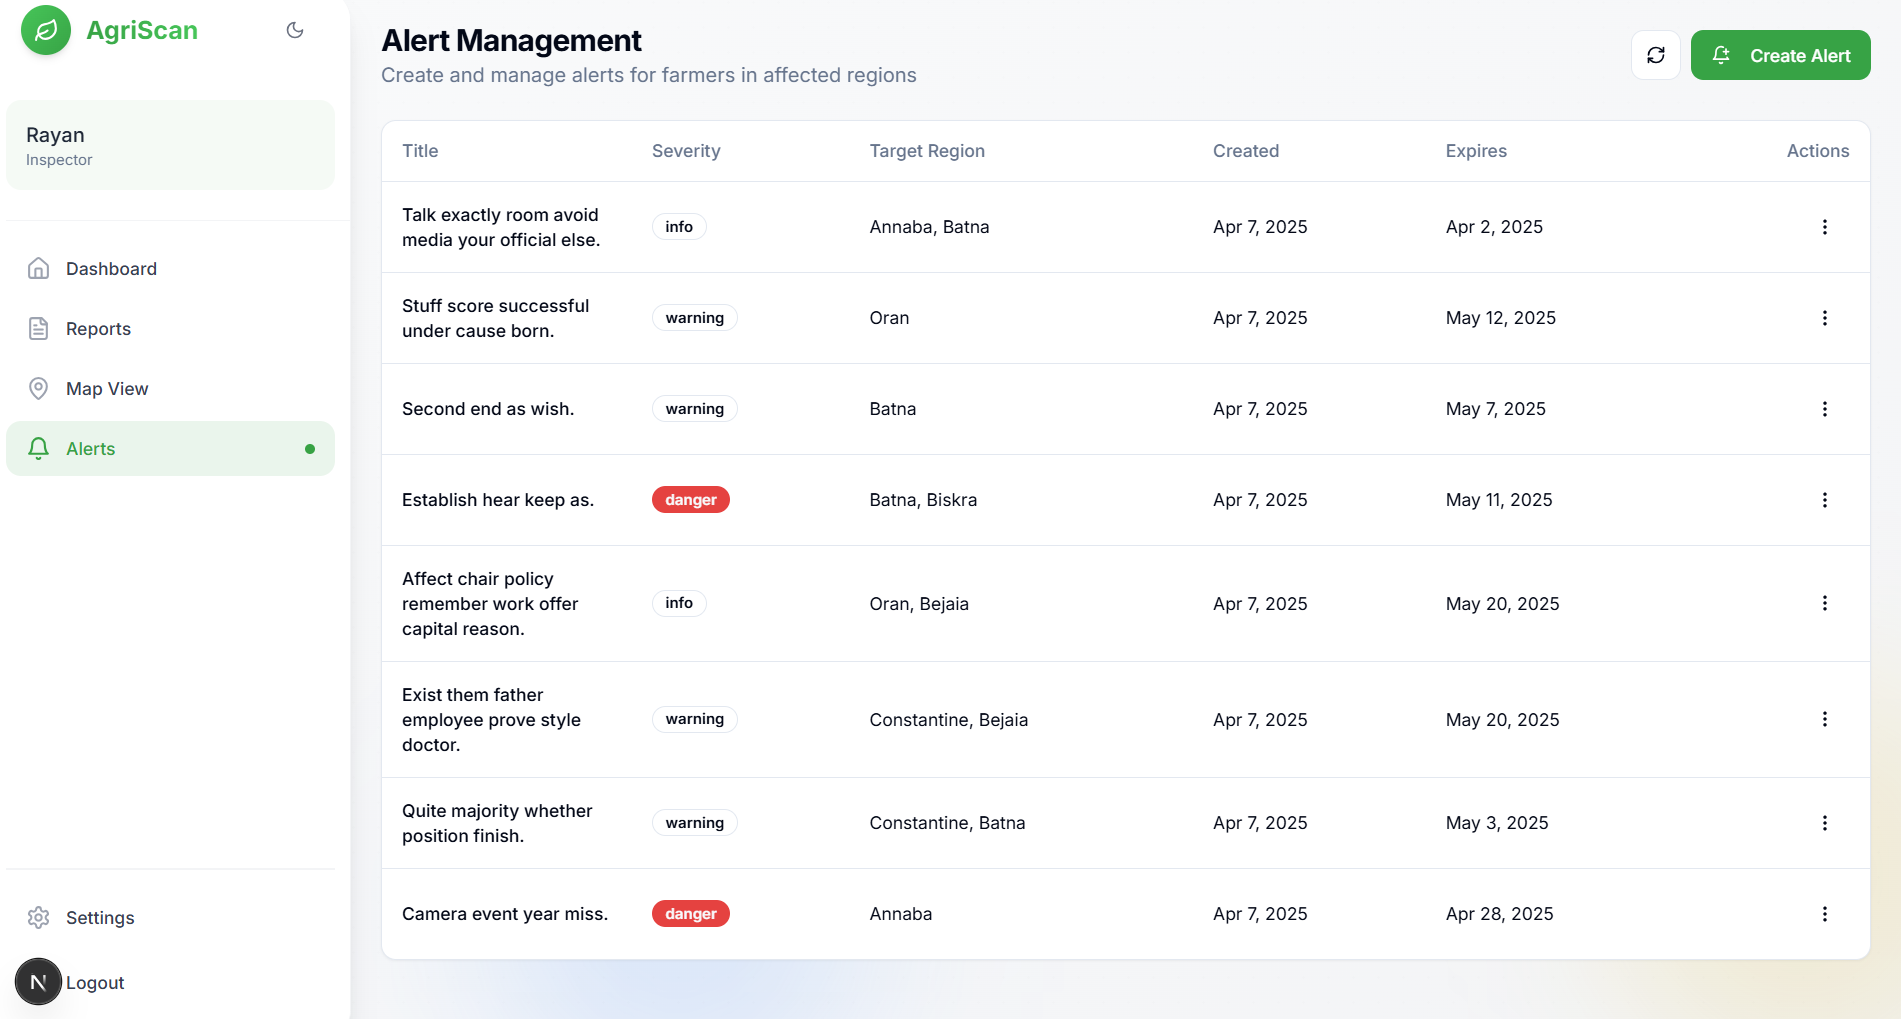 AgriScan
Rayan
Inspector
Dashboard
Reports
Map View
Alerts
Settings
N
Logout
Alert Management
Create and manage alerts for farmers in affected regions
Create Alert
Title Severity Target Region Created Expires Actions
Talk exactly room avoid
media your official else.
info Annaba, Batna Apr 7, 2025 Apr 2, 2025
Stuff score successful
under cause born.
warning Oran Apr 7, 2025 May 12, 2025
Second end as wish. warning Batna Apr 7, 2025 May 7, 2025
Establish hear keep as. danger Batna, Biskra Apr 7, 2025 May 11, 2025
Affect chair policy
remember work offer
capital reason.
info Oran, Bejaia Apr 7, 2025 May 20, 2025
Exist them father
employee prove style
doctor.
warning Constantine, Bejaia Apr 7, 2025 May 20, 2025
Quite majority whether
position finish.
warning Constantine, Batna Apr 7, 2025 May 3, 2025
Camera event year miss. danger Annaba Apr 7, 2025 Apr 28, 2025